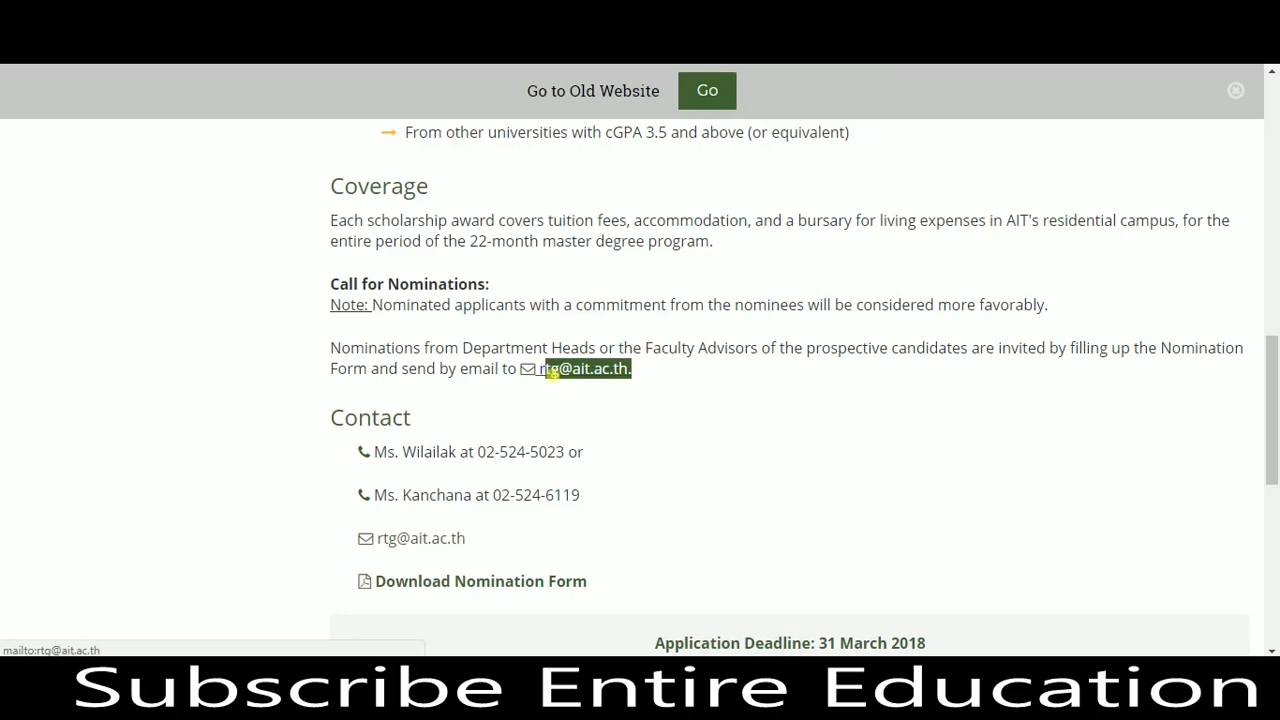 Go to Old Website Go
From other universities with cGPA 3.5 and above (or equivalent)
Coverage
Each scholarship award covers tuition fees, accommodation, and a bursary for living expenses in AIT's residential campus, for the
entire period of the 22-month master degree program.
Call for Nominations:
Note: Nominated applicants with a commitment from the nominees will be considered more favorably.
Nominations from Department Heads or the Faculty Advisors of the prospective candidates are invited by filling up the Nomination
Form and send by email to rtg@ait.ac.th.
Contact
Ms. Wilailak at 02-524-5023 or
Ms. Kanchana at 02-524-6119
rtg@ait.ac.th
Download Nomination Form
Application Deadline: 31 March 2018
mailto:rtg@ait.ac.th
Subscribe Entire Education